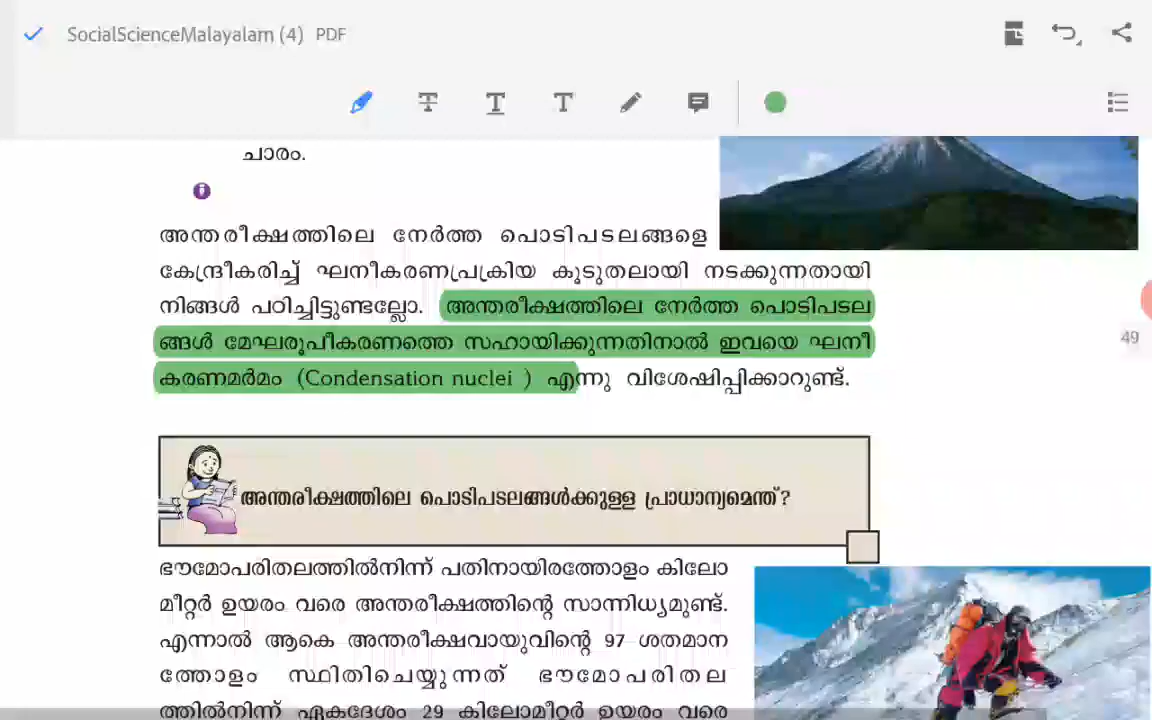 SocialScienceMalayalam (4) PDF
ചാരം.
അന്തരീക്ഷത്തിലെ നേർത്ത പൊടിപടലങ്ങളെ
കേന്ദ്രീകരിച്ച് ഘനീകരണപ്രക്രിയ കൂടുതലായി നടക്കുന്നതായി
നിങ്ങൾ പഠിച്ചിട്ടുണ്ടല്ലോ. അന്തരീക്ഷത്തിലെ നേർത്ത പൊടിപടല
ങ്ങൾ മേഘരൂപീകരണത്തെ സഹായിക്കുന്നതിനാൽ ഇവയെ ഘനീ
49
കരണമർമം (Condensation nuclei ) എന്നു വിശേഷിപ്പിക്കാറുണ്ട്.
അന്തരീക്ഷത്തിലെ പൊടിപടലങ്ങൾക്കുള്ള പ്രാധാന്യമെന്ത്?
ഭൗമോപരിതലത്തിൽനിന്ന് പതിനായിരത്തോളം കിലോ
മീറ്റർ ഉയരം വരെ അന്തരീക്ഷത്തിന്റെ സാന്നിധ്യമുണ്ട്.
എന്നാൽ ആകെ അന്തരീക്ഷവായുവിന്റെ 97 ശതമാന
ത്തോളം സ്ഥിതിചെയ്യുന്നത് ഭൗമോപരിതല
ത്തിൽനിന്ന് ഏകദേശം 29 കിലോമീറ്റർ ഉയരം വരെ